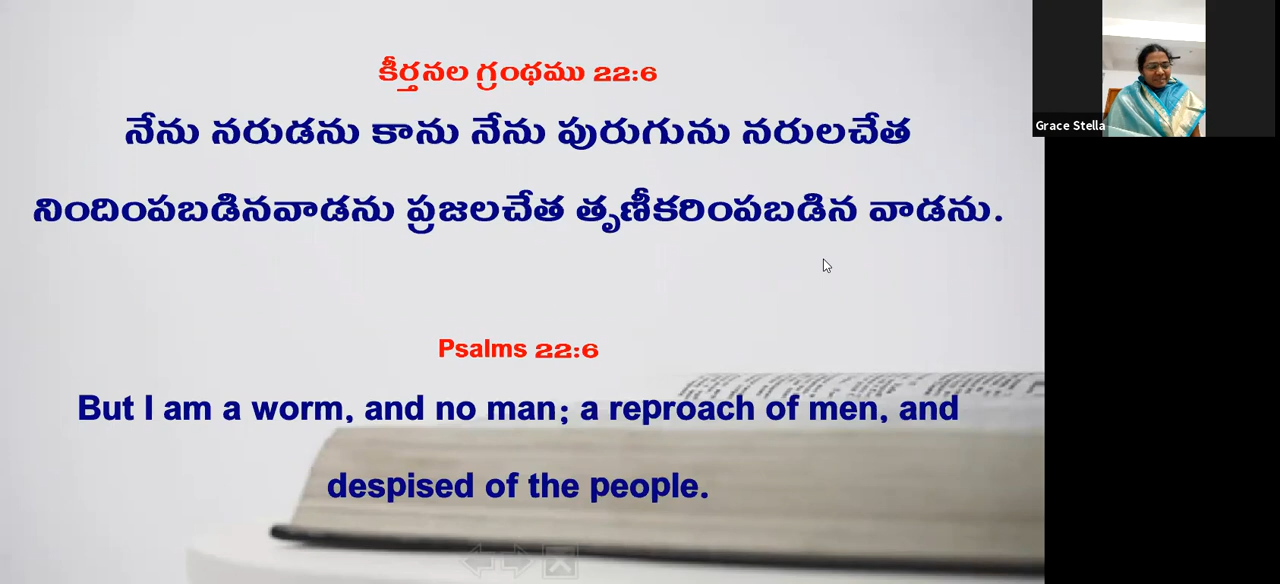 కీర్తనల గ్రంథము 22:6
నేను నరుడను కాను నేను పురుగును నరులచేత
నిందింపబడినవాడను ప్రజలచేత తృణీకరింపబడిన వాడను.
Psalms 22:6
But I am a worm, and no man; a reproach of men, and
despised of the people.
Grace Stella